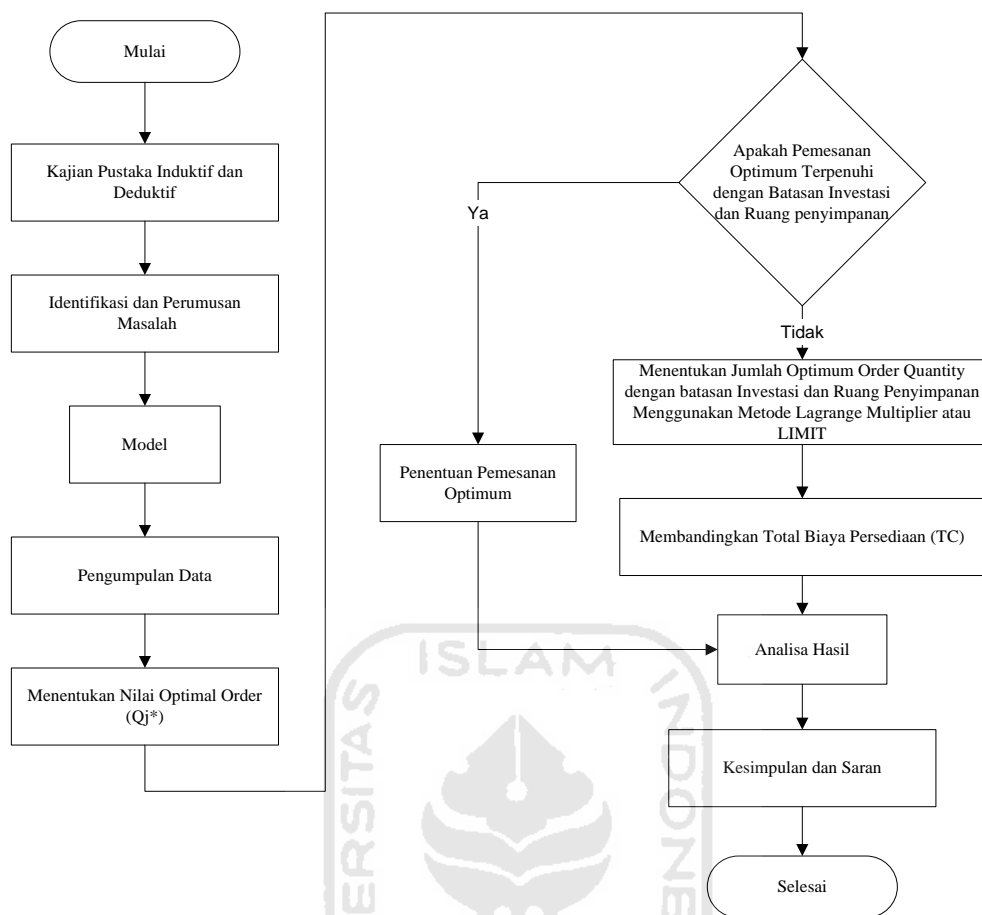 Mulai
Kajian Pustaka Induktif dan
Deduktif
Identifikasi dan Perumusan
Masalah
Model
Pengumpulan Data
Menentukan Nilai Optimal Order
(Qj*)
Apakah Pemesanan
Optimum Terpenuhi
dengan Batasan Investasi
dan Ruang penyimpanan
Ya
Tidak
Penentuan Pemesanan
Optimum
Menentukan Jumlah Optimum Order Quantity
dengan batasan Investasi dan Ruang Penyimpanan
Menggunakan Metode Lagrange Multiplier atau
LIMIT
Membandingkan Total Biaya Persediaan (TC)
Analisa Hasil
Kesimpulan dan Saran
Selesai
ISLAM
ERSITAS
INDONE